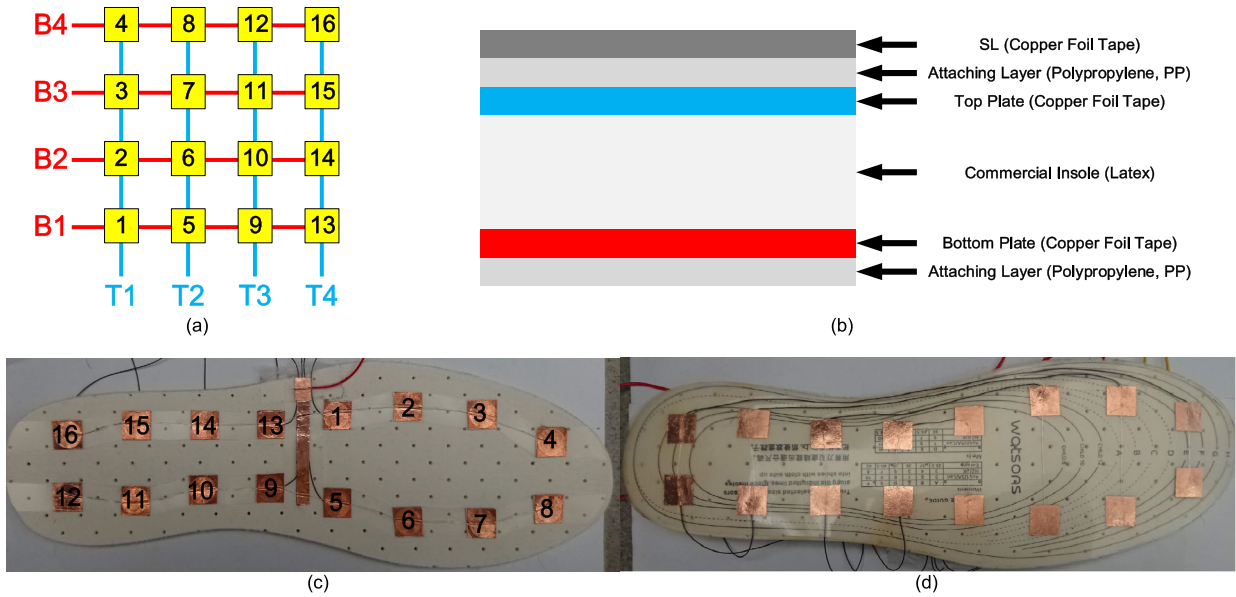 B4 4 8 12 16
B3 3 7 11 15
B2 2 6 10 14
B1 1 5 9 13
T1 T2 T3 T4
(a)
SL (Copper Foil Tape)
Attaching Layer (Polypropylene, PP)
Top Plate (Copper Foil Tape)
Commercial Insole (Latex)
Bottom Plate (Copper Foil Tape)
Attaching Layer (Polypropylene, PP)
(b)
16 15 14 13 1 2 3 4
12 11 10 9 5 6 7 8
(c)
watsons
(d)